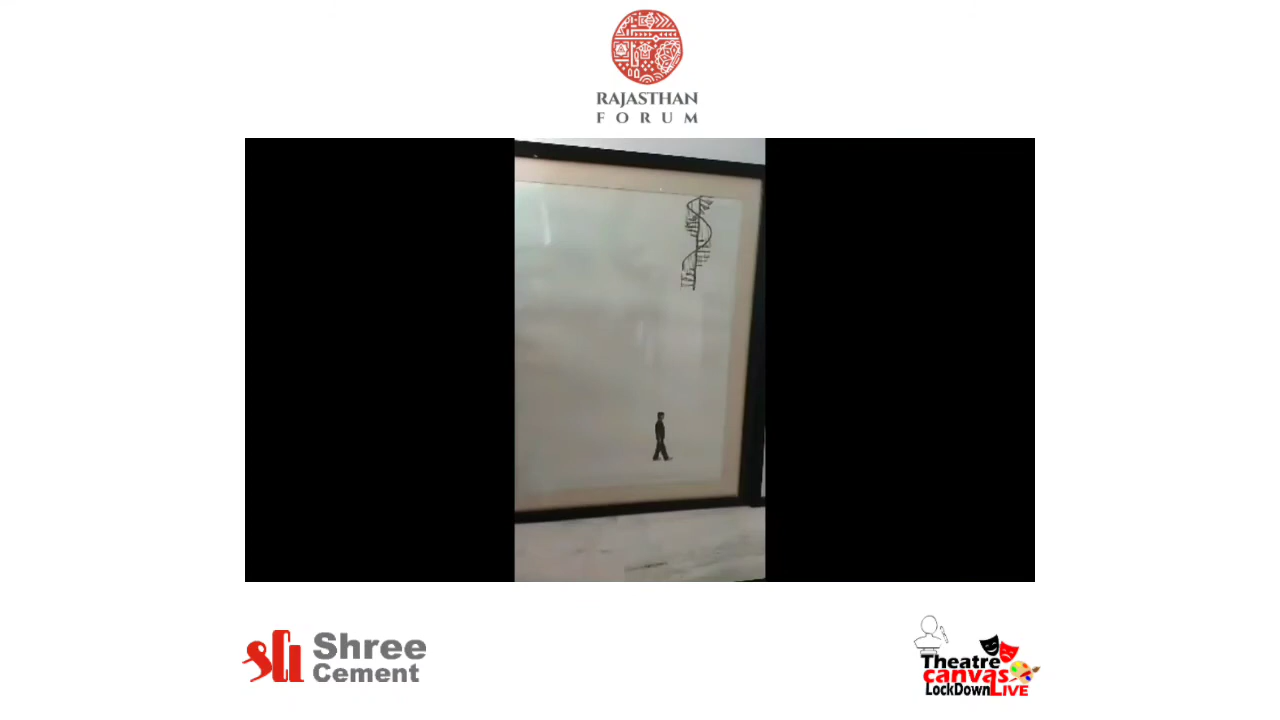 RAJASTHAN
FORUM
Shree
Cement
Theatre
canvas
LockDown LIVE